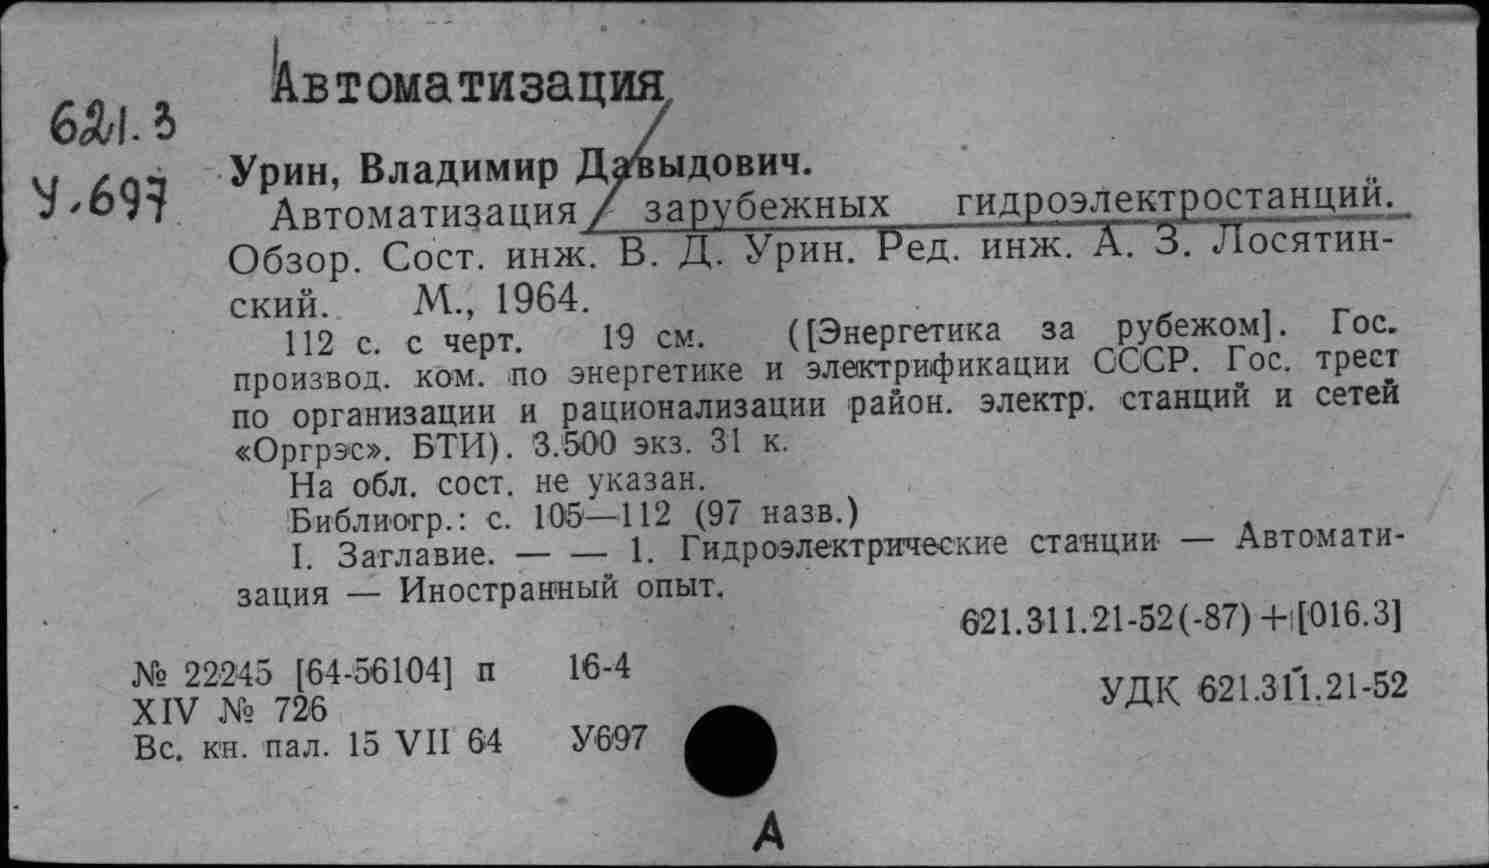 Автоматизация
621.3
У-697
Урин, Владимир Давыдович.
Автоматизация зарубежных гидроэлектростанций.
Обзор. Сост. инж. В. Д. Урин. Ред. инж. А. З. Лосятин-
ский. М., 1964.
112 с. с черт. 19 см. ([Энергетика за рубежом]. Гос.
производ. ком. по энергетике и электрификации СССР. Гос. трест
по организации и рационализации район. электр. станций и сетей
«Оргрэс». БТИ). 3.500 экз. 31 к.
На обл. сост. не указан.
Библиогр.: с. 105—112 (97 назв.)
I. Заглавие. — — 1. Гидроэлектрические станции — Автомати-
зация — Иностранный опыт.
621.311.21-52(-87)+[016.3]
№ 22245 [64-56104] п 16-4
УДК 621.311.21-52
XIV № 726
Вс. кн. пал. 15 VII 64 У697
А